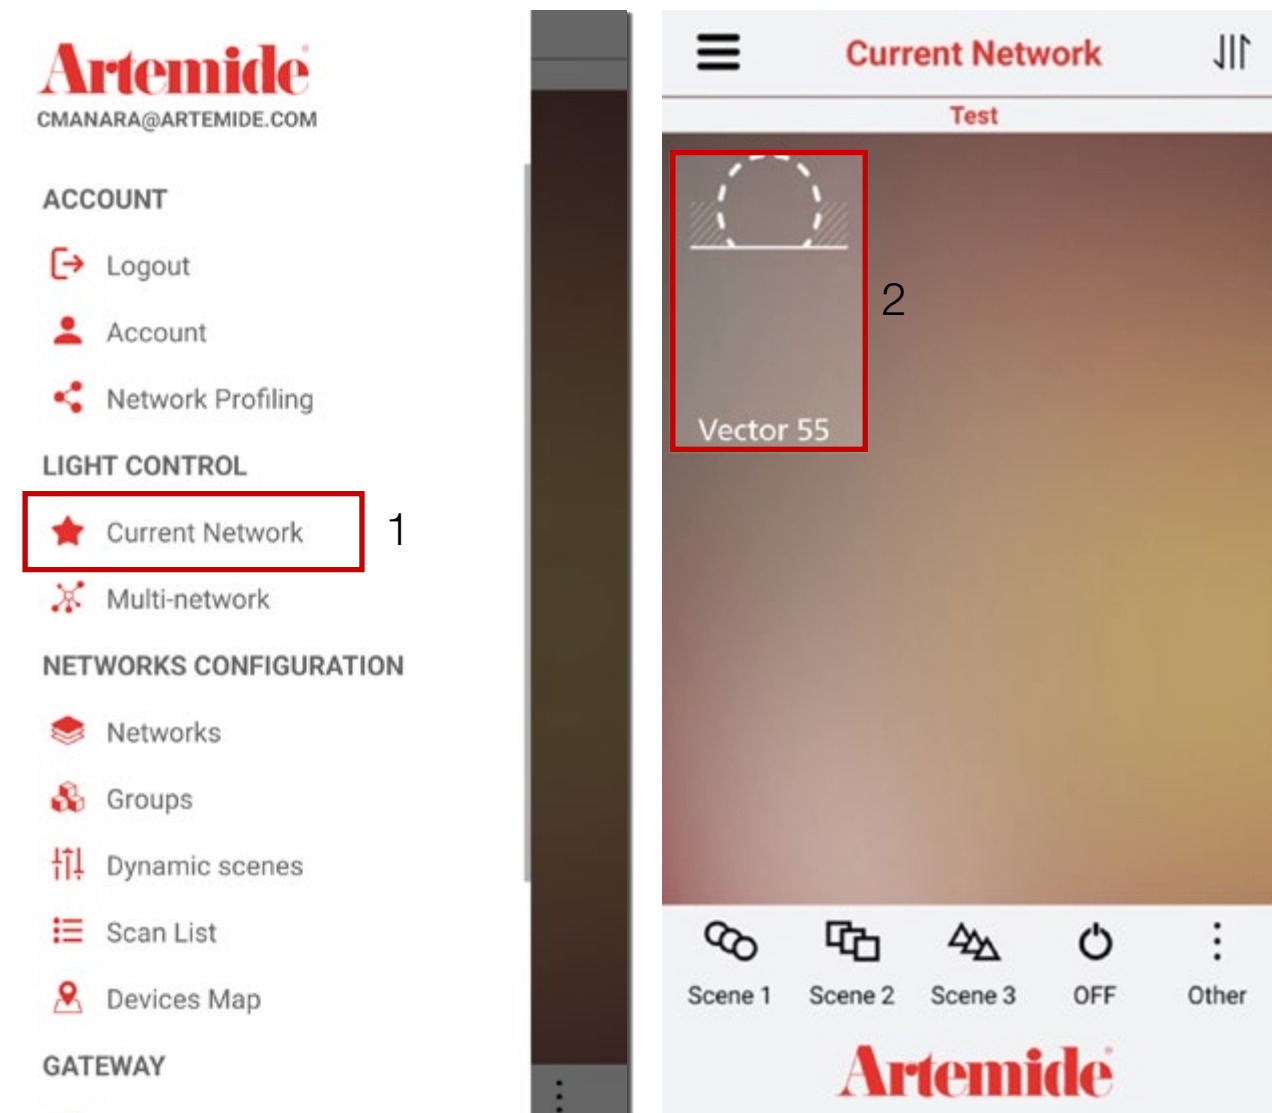 Artemide
CMANARA@ARTEMIDE.COM
ACCOUNT
Logout
Account
Network Profiling
LIGHT CONTROL
Current Network
1
Multi-network
NETWORKS CONFIGURATION
Networks
Groups
Dynamic scenes
Scan List
Devices Map
GATEWAY
Current Network
Test
2
Vector 55
Scene 1 Scene 2 Scene 3 OFF Other
Artemide